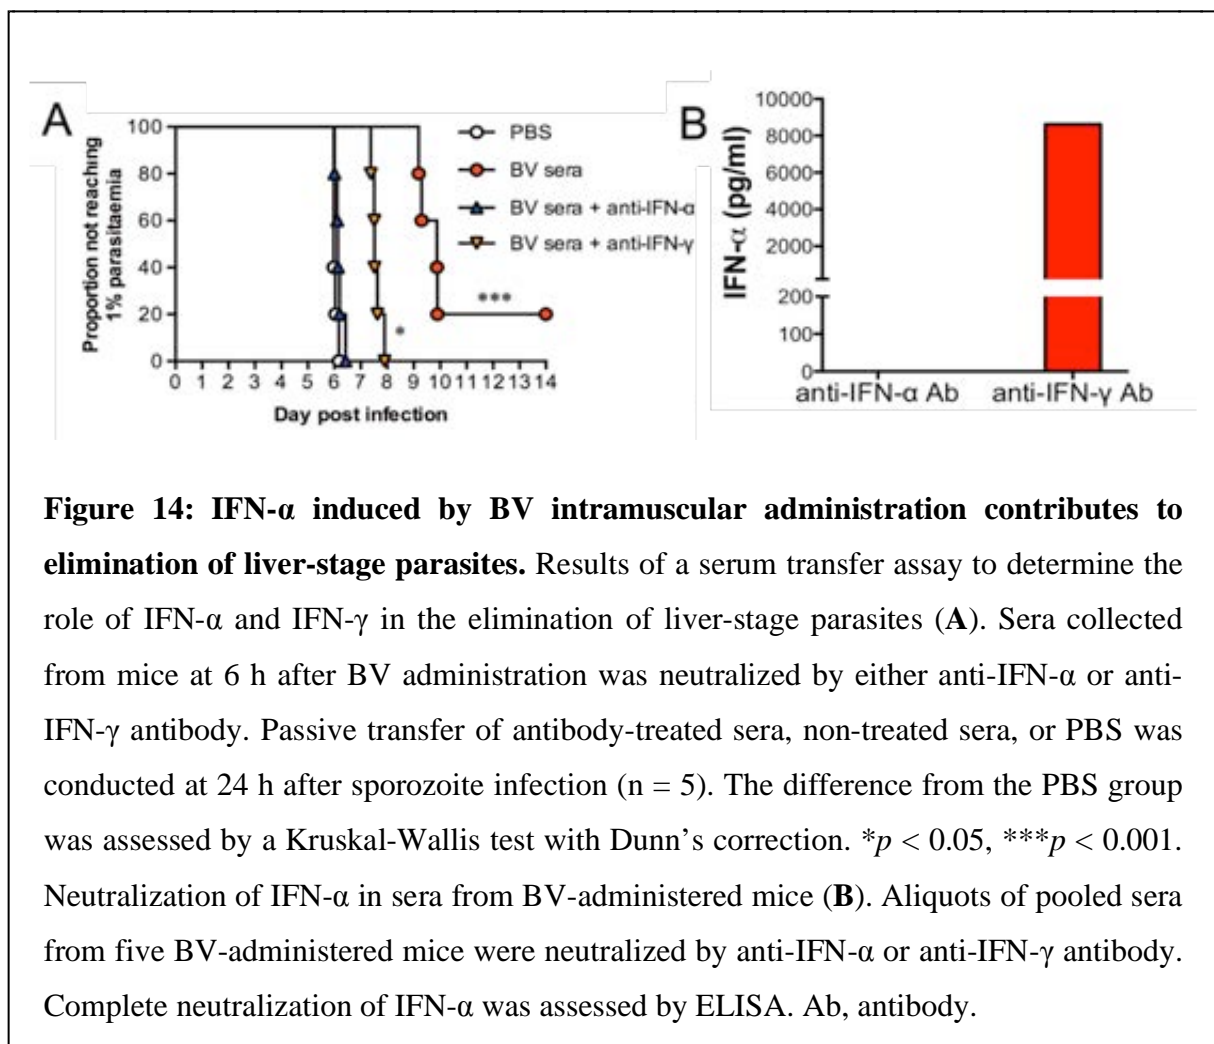 A
100
80
60
40
20
0
Proportion not reaching
1% parasitaemia
0 1 2 3 4 5 6 7 8 9 10 11 12 13 14
Day post infection
PBS
BV sera
BV sera + anti-IFN-α
BV sera + anti-IFN-γ
***
*
B
10000
8000
6000
4000
2000
200
100
0
IFN-α (pg/ml)
anti-IFN-α Ab anti-IFN-γ Ab
Figure 14: IFN-α induced by BV intramuscular administration contributes to
elimination of liver-stage parasites. Results of a serum transfer assay to determine the
role of IFN-α and IFN-γ in the elimination of liver-stage parasites (A). Sera collected
from mice at 6 h after BV administration was neutralized by either anti-IFN-α or anti-
IFN-γ antibody. Passive transfer of antibody-treated sera, non-treated sera, or PBS was
conducted at 24 h after sporozoite infection (n = 5). The difference from the PBS group
was assessed by a Kruskal-Wallis test with Dunn’s correction. *p < 0.05, ***p < 0.001.
Neutralization of IFN-α in sera from BV-administered mice (B). Aliquots of pooled sera
from five BV-administered mice were neutralized by anti-IFN-α or anti-IFN-γ antibody.
Complete neutralization of IFN-α was assessed by ELISA. Ab, antibody.